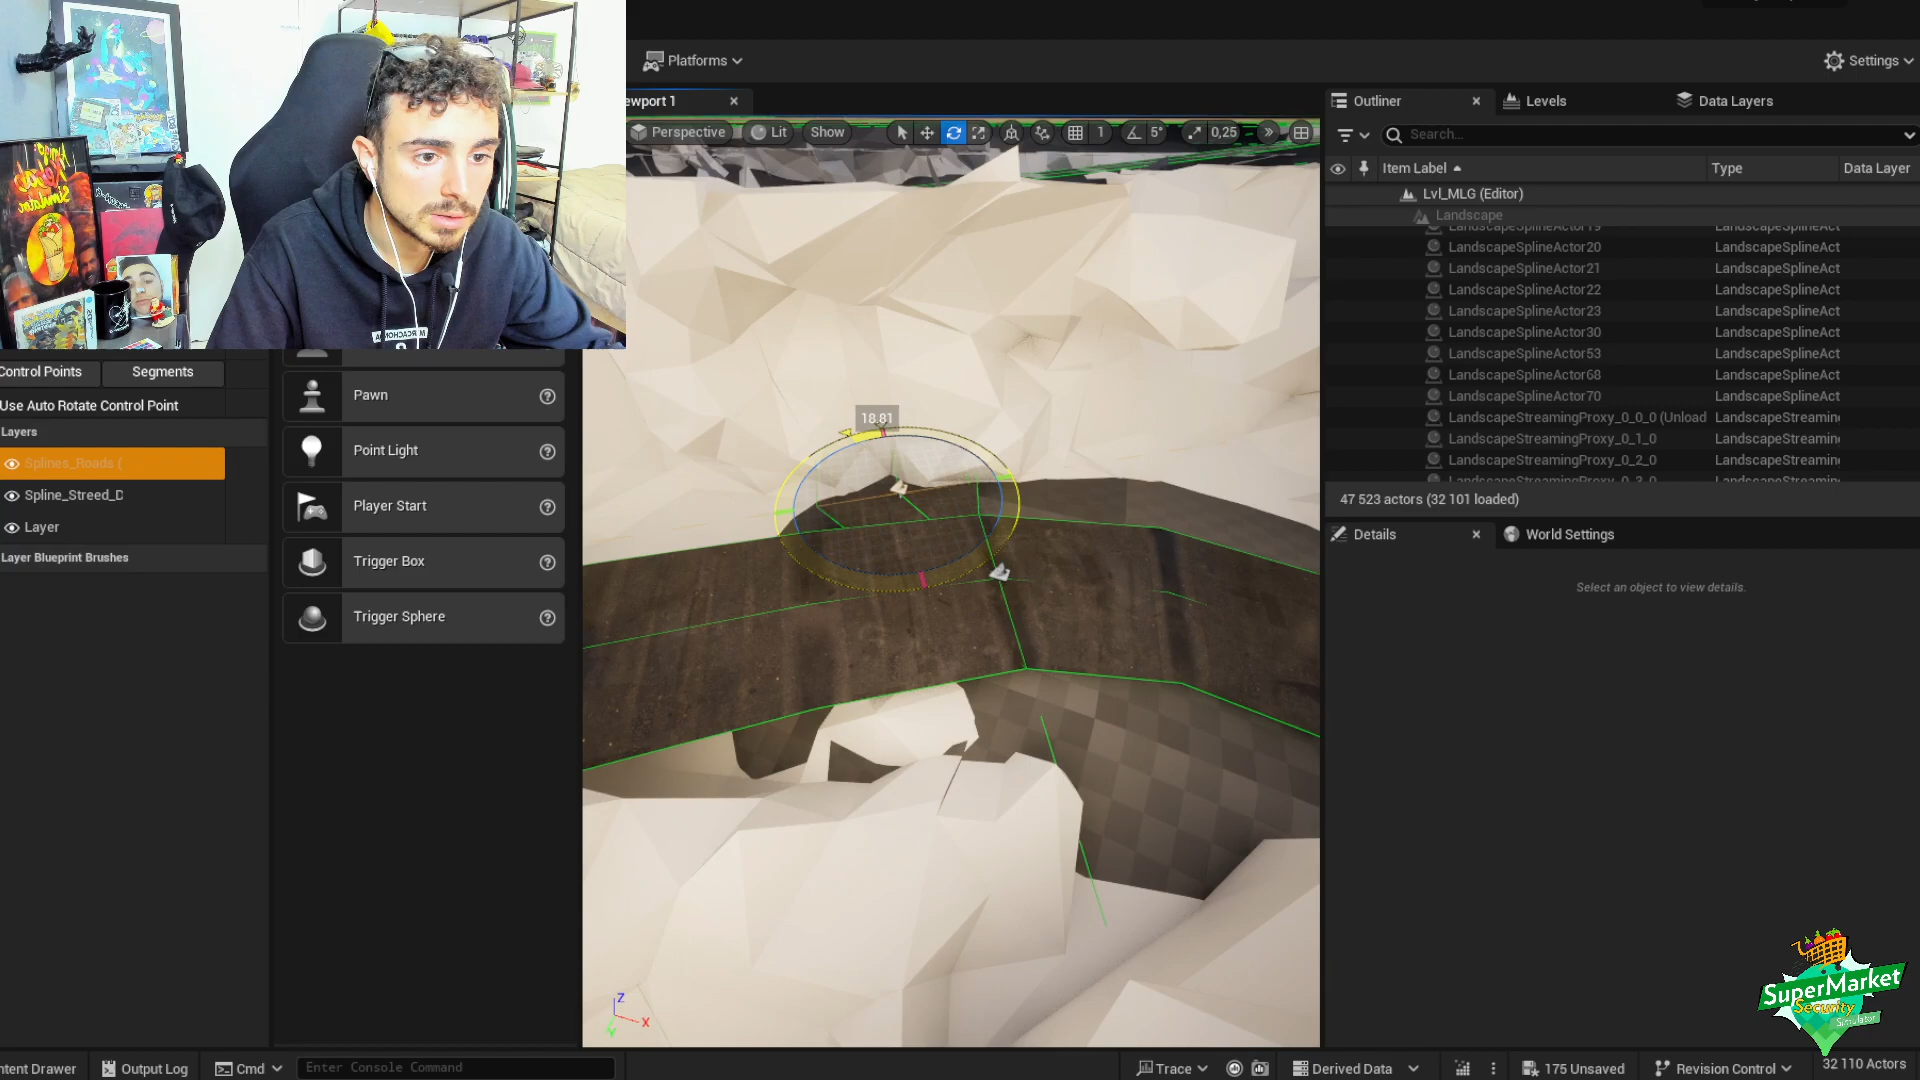 Platforms
Settings
ewport 1
Outliner
Levels
Data Layers
Perspective
Lit
Show
1
5°
0,25
Search...
Item Label
Type
Data Layer
Lvl_MLG (Editor)
Landscape
LandscapeSplineActor19
LandscapeSplineAct
LandscapeSplineActor20
LandscapeSplineAct
LandscapeSplineActor21
LandscapeSplineAct
LandscapeSplineActor22
LandscapeSplineAct
LandscapeSplineActor23
LandscapeSplineAct
LandscapeSplineActor30
LandscapeSplineAct
LandscapeSplineActor53
LandscapeSplineAct
LandscapeSplineActor68
LandscapeSplineAct
LandscapeSplineActor70
LandscapeSplineAct
LandscapeStreamingProxy_0_0_0 (Unload
LandscapeStreamin
LandscapeStreamingProxy_0_1_0
LandscapeStreamin
LandscapeStreamingProxy_0_2_0
LandscapeStreamin
47 523 actors (32 101 loaded)
Details
World Settings
Select an object to view details.
Control Points
Segments
Use Auto Rotate Control Point
Layers
Splines_Roads (
Spline_Streed_D
Layer
Layer Blueprint Brushes
Pawn
Point Light
Player Start
Trigger Box
Trigger Sphere
18.81
Z
X
Y
SuperMarket
Security
Simulator
ntent Drawer
Output Log
Cmd
Enter Console Command
Trace
Derived Data
175 Unsaved
Revision Control
32 110 Actors